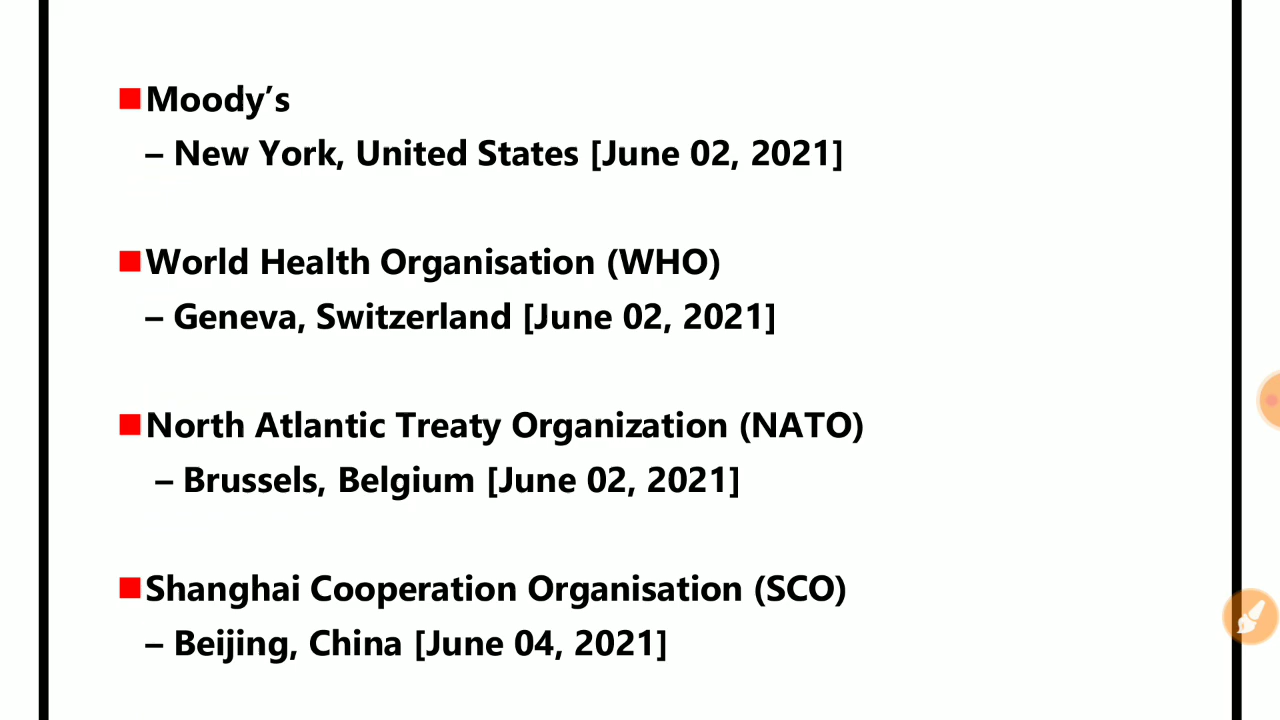 Moody’s
– New York, United States [June 02, 2021]
World Health Organisation (WHO)
– Geneva, Switzerland [June 02, 2021]
North Atlantic Treaty Organization (NATO)
– Brussels, Belgium [June 02, 2021]
Shanghai Cooperation Organisation (SCO)
– Beijing, China [June 04, 2021]